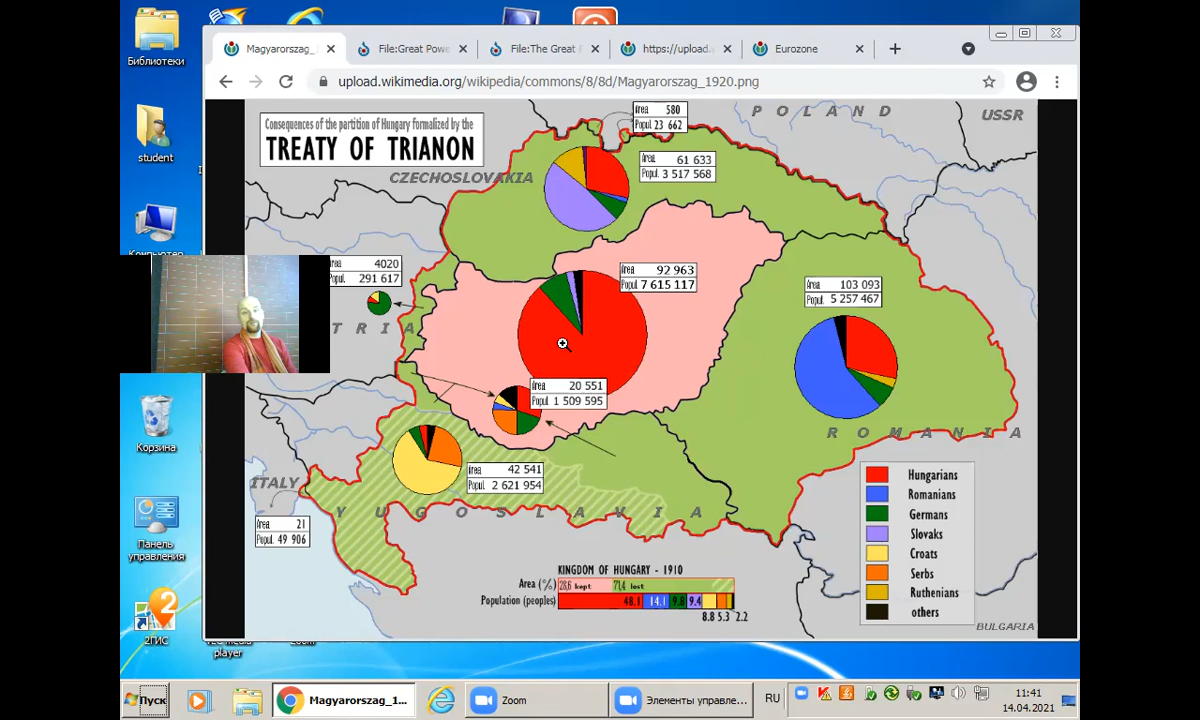 Библиотеки
student
Компьютер
Корзина
Панель
управления
2
2ГИС
player
Magyarorszag_
File:Great Powe
File:The Great
https://upload.
Eurozone
upload.wikimedia.org/wikipedia/commons/8/8d/Magyarorszag_1920.png
Consequences of the partition of Hungary formalized by the
TREATY OF TRIANON
POLAND
USSR
CZECHOSLOVAKIA
Area 580
Popul 23 662
Area 61 633
Popul. 3 517 568
Area 4020
Popul. 291 617
TRIA
Area 92 963
Popul 7 615 117
Area 103 093
Popul 5 257 467
Area 20 551
Popul 1 509 595
ROMANIA
Area 42 541
Popul 2 621 954
ITALY
YUGOSLAVIA
Area 21
Popul. 49 906
Hungarians
Romanians
Germans
Slovaks
Croats
Serbs
Ruthenians
others
KINGDOM OF HUNGARY - 1910
Area (%) 28,6 kept 71,4 lost
Population (peoples) 48.1 14.1 9.8 9.4
8.8 5.3 2.2
BULGARIA
Пуск
Magyarorszag_1...
Zoom
Элементы управле...
RU
11:41
14.04.2021